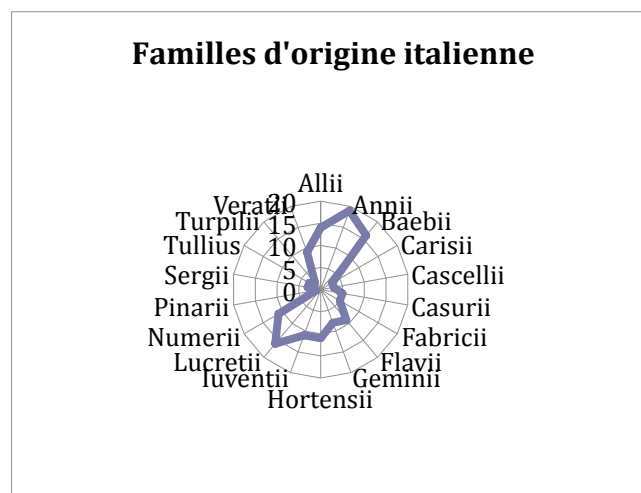 Familles d'origine italienne
Allii
Annii
Baebii
Carisii
Cascellii
Casurii
Fabricii
Flavii
Geminii
Hortensii
Iuventii
Lucretii
Numerii
Pinarii
Sergii
Tullius
Turpilii
Veratii
20
15
10
5
0